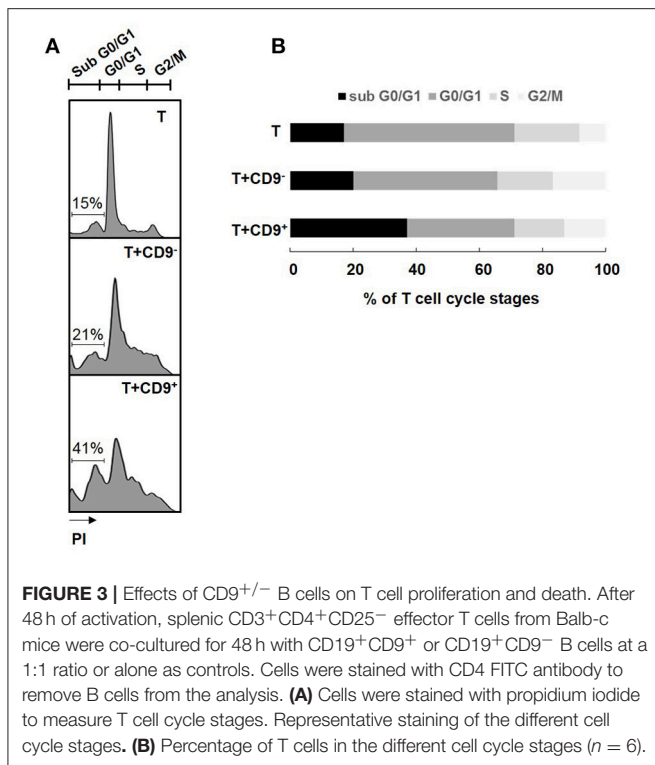 A
Sub G0/G1
G0/G1
S
G2/M
T
15%
T+CD9-
21%
T+CD9+
41%
PI
B
sub G0/G1 G0/G1 S G2/M
T
T+CD9-
T+CD9+
0 20 40 60 80 100
% of T cell cycle stages
FIGURE 3 | Effects of CD9+/− B cells on T cell proliferation and death. After
48 h of activation, splenic CD3+CD4+CD25− effector T cells from Balb-c
mice were co-cultured for 48 h with CD19+CD9+ or CD19+CD9− B cells at a
1:1 ratio or alone as controls. Cells were stained with CD4 FITC antibody to
remove B cells from the analysis. (A) Cells were stained with propidium iodide
to measure T cell cycle stages. Representative staining of the different cell
cycle stages. (B) Percentage of T cells in the different cell cycle stages (n = 6).